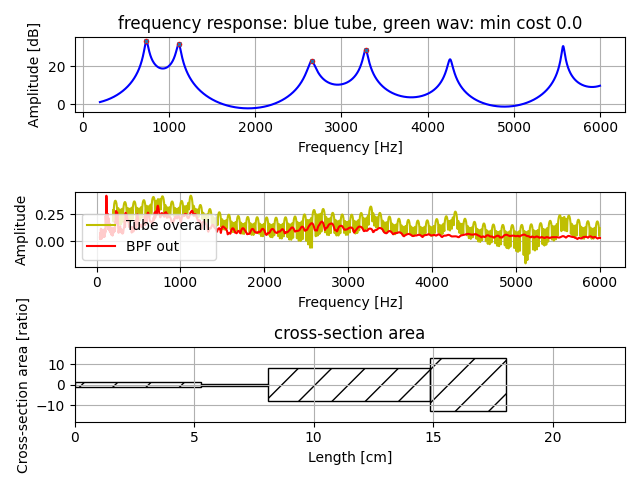 frequency response: blue tube, green wav: min cost 0.0
Amplitude [dB]
20
0
0
1000
2000
3000
4000
5000
6000
Frequency [Hz]
Amplitude
0.25
0.00
Tube overall
BPF out
0
1000
2000
3000
4000
5000
6000
Frequency [Hz]
cross-section area
Cross-section area [ratio]
10
0
−10
0
5
10
15
20
Length [cm]